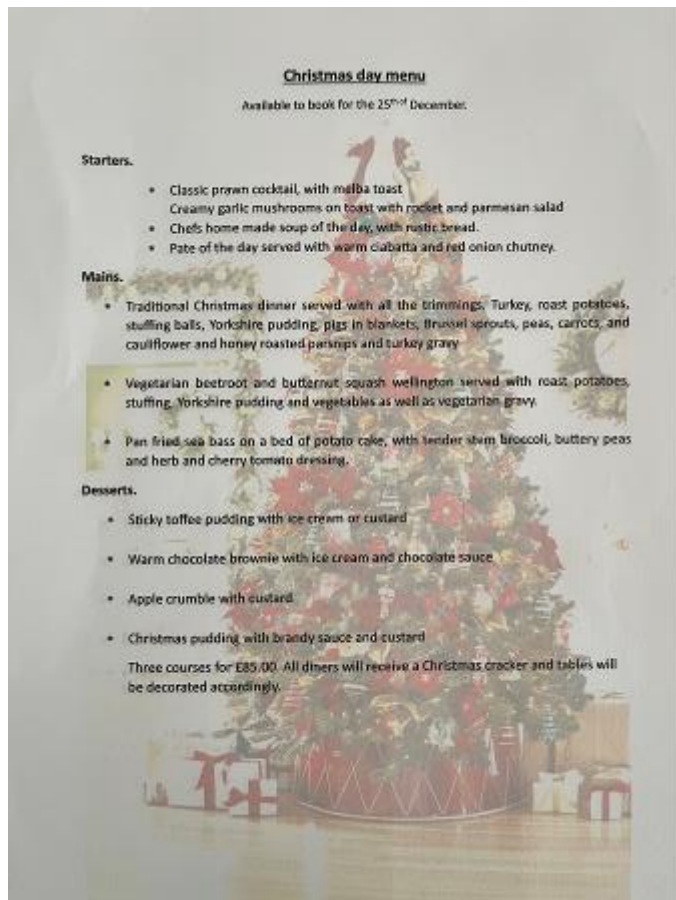 Christmas day menu
Available to book for the 25th of December.
Starters.
• Classic prawn cocktail, with melba toast
Creamy garlic mushrooms on toast with rocket and parmesan salad
• Chefs home made soup of the day, with rustic bread.
• Pate of the day served with warm ciabatta and red onion chutney.
Mains.
• Traditional Christmas dinner served with all the trimmings, Turkey, roast potatoes,
stuffing balls, Yorkshire pudding, pigs in blankets, Brussel sprouts, peas, carrots, and
cauliflower and honey roasted parsnips and turkey gravy
• Vegetarian beetroot and butternut squash wellington served with roast potatoes,
stuffing, Yorkshire pudding and vegetables as well as vegetarian gravy.
• Pan fried sea bass on a bed of potato cake, with tender stem broccoli, buttery peas
and herb and cherry tomato dressing.
Desserts.
• Sticky toffee pudding with ice cream or custard
• Warm chocolate brownie with ice cream and chocolate sauce
• Apple crumble with custard
• Christmas pudding with brandy sauce and custard
Three courses for £85.00. All diners will receive a Christmas cracker and tables will
be decorated accordingly.